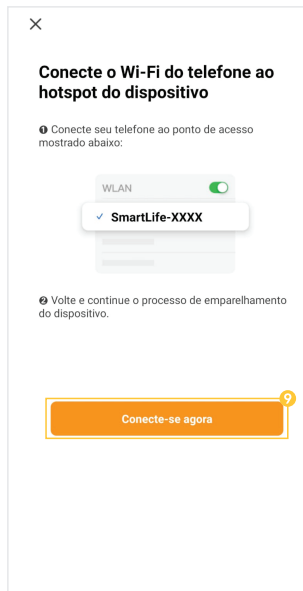 Conecte o Wi-Fi do telefone ao
hotspot do dispositivo
❶ Conecte seu telefone ao ponto de acesso
mostrado abaixo:
WLAN
✓ SmartLife-XXXX
❷ Volte e continue o processo de emparelhamento
do dispositivo.
9
Conecte-se agora